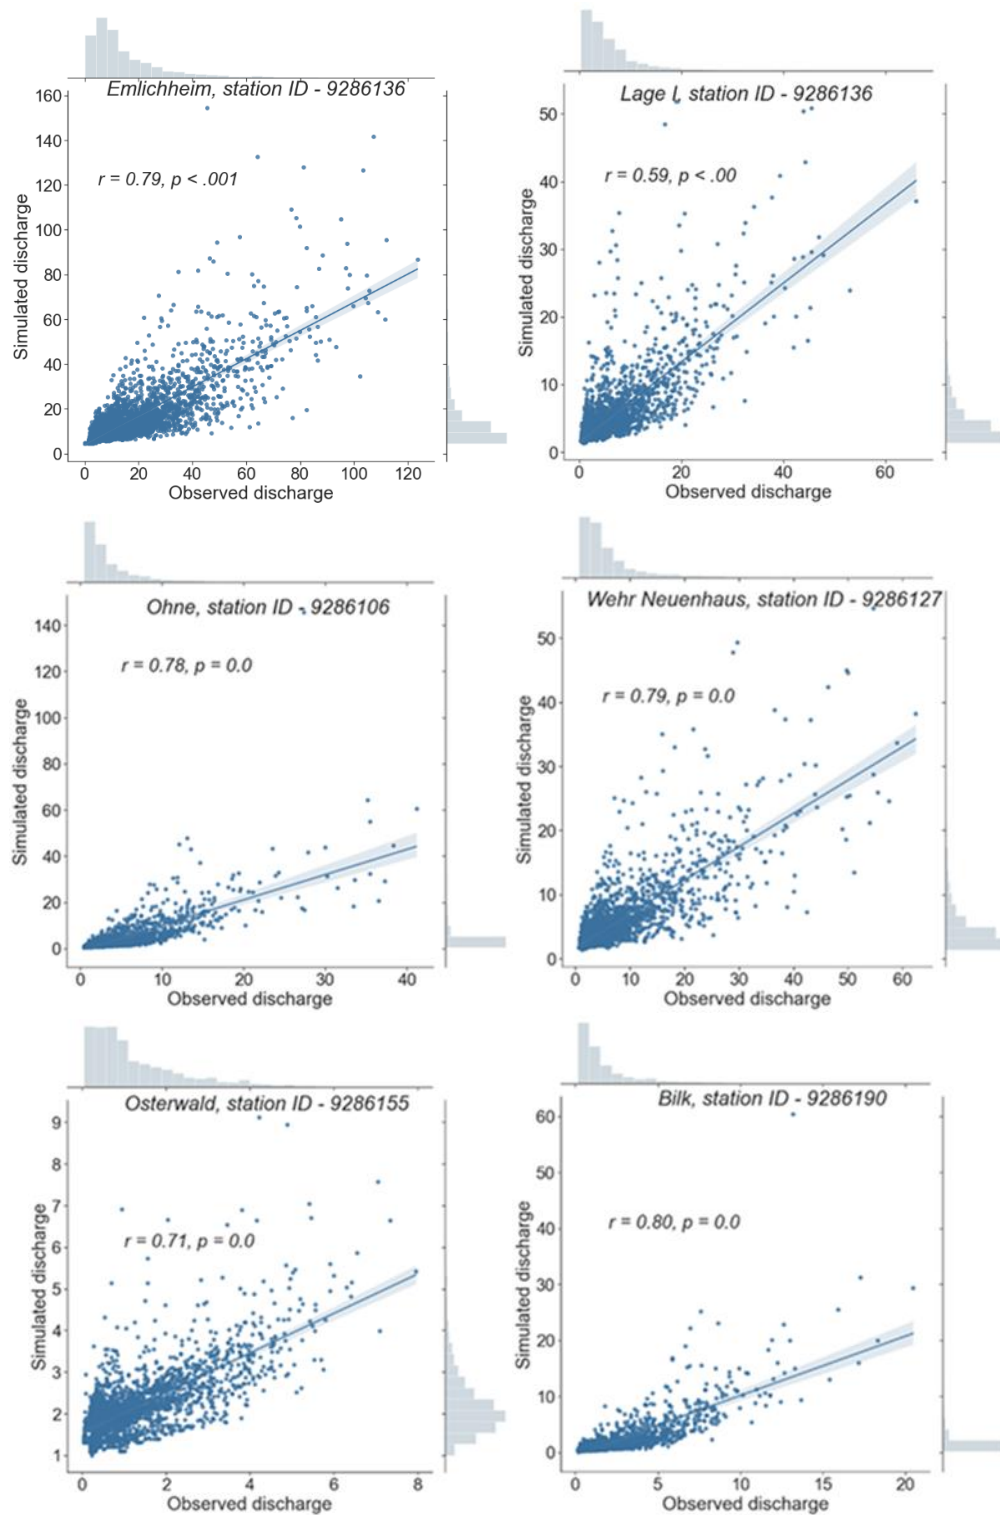 Emlichheim, station ID - 9286136
160
140
r = 0.79, p < .001
120
100
80
60
40
20
0
Simulated discharge
0 20 40 60 80 100 120
Observed discharge
Lage I, station ID - 9286136
50
r = 0.59, p < .00
40
30
20
10
0
Simulated discharge
0 20 40 60
Observed discharge
Ohne, station ID - 9286106
140
r = 0.78, p = 0.0
120
100
80
60
40
20
0
Simulated discharge
0 10 20 30 40
Observed discharge
Wehr Neuenhaus, station ID - 9286127
50
r = 0.79, p = 0.0
40
30
20
10
0
Simulated discharge
0 10 20 30 40 50 60
Observed discharge
Osterwald, station ID - 9286155
9
8
7
r = 0.71, p = 0.0
6
5
4
3
2
1
Simulated discharge
0 2 4 6 8
Observed discharge
Bilk, station ID - 9286190
60
50
r = 0.80, p = 0.0
40
30
20
10
0
Simulated discharge
0 5 10 15 20
Observed discharge